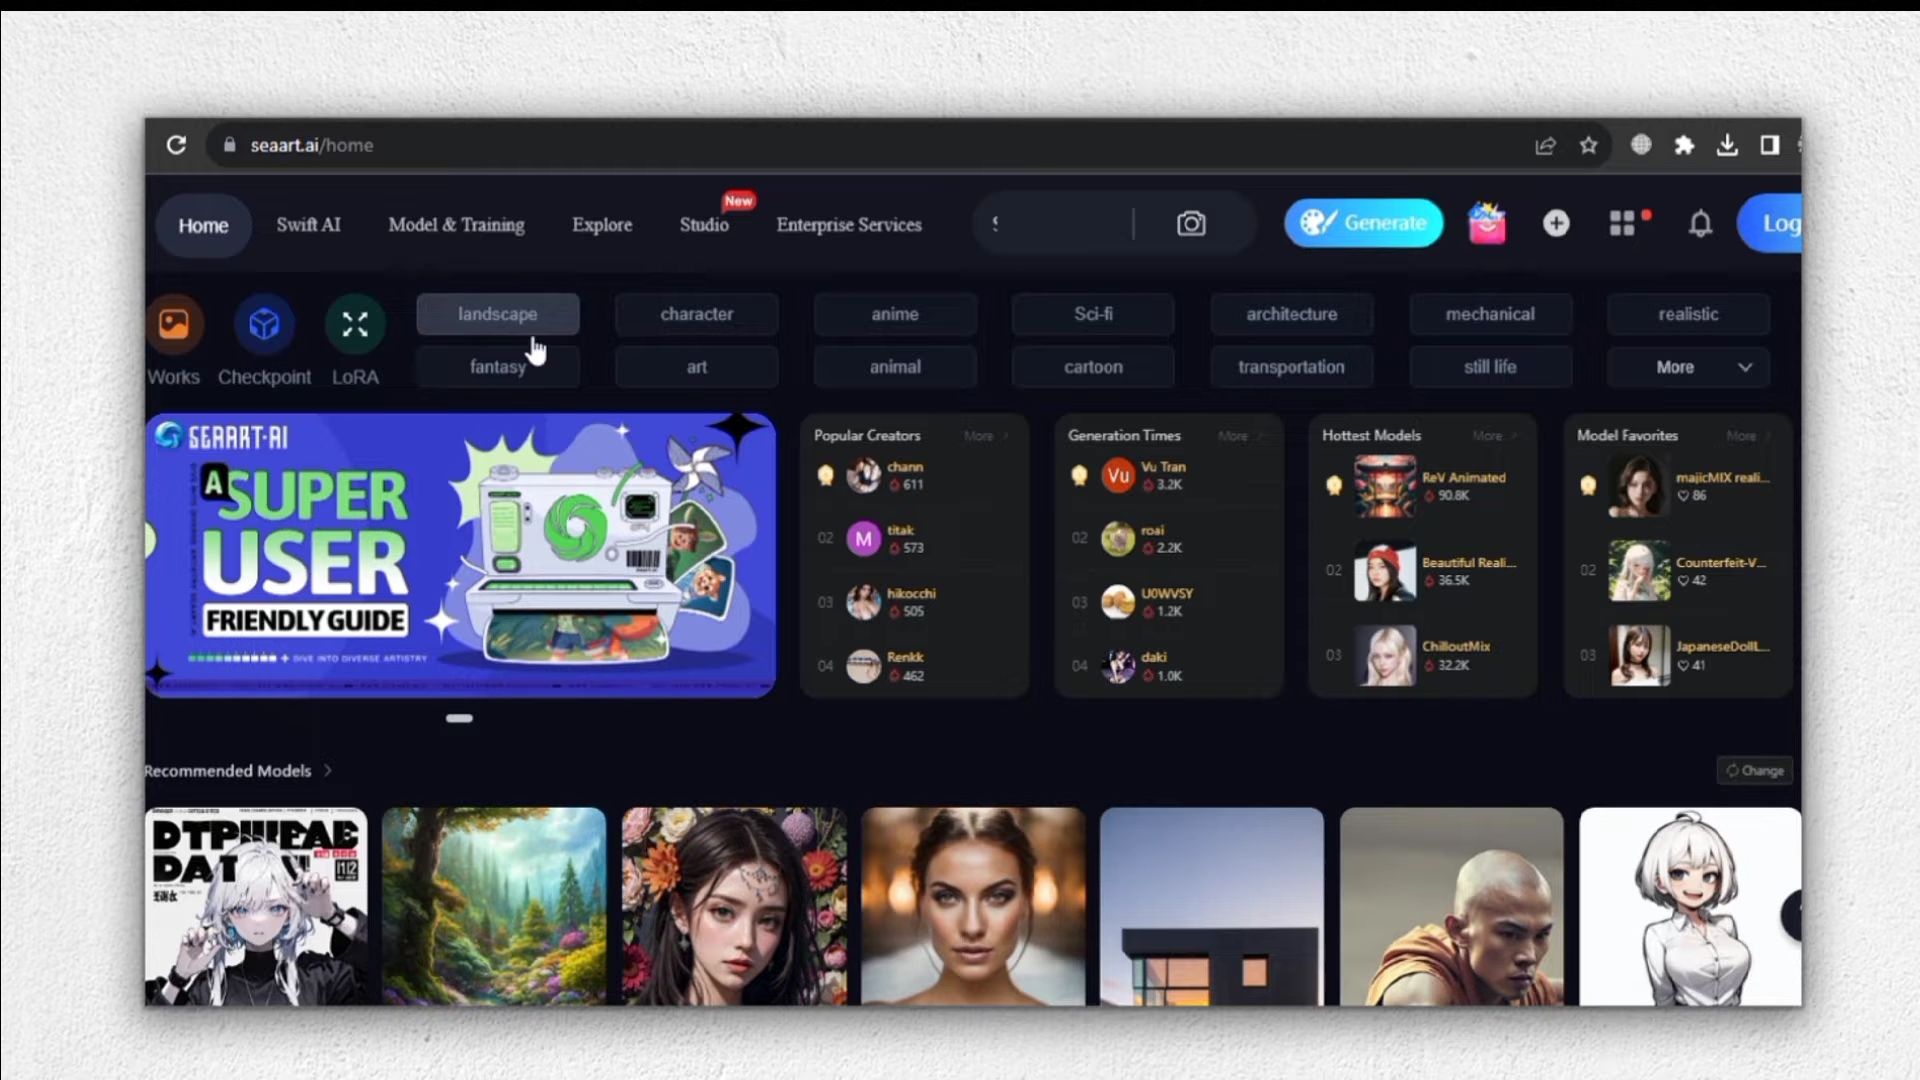 seaart.ai/home
New
Home Swift AI Model & Training Explore Studio Enterprise Services Generate Log
landscape character anime Sci-fi architecture mechanical realistic
Works Checkpoint LoRA fantasy art animal cartoon transportation still life More
SEAART·AI
A SUPER
USER
FRIENDLY GUIDE
DIVE INTO DIVERSE ARTISTRY
Popular Creators More
chann
611
02 M titak
573
03 hikocchi
505
04 Renkk
462
Generation Times More
Vu Vu Tran
3.2K
02 roai
2.2K
03 U0WVSY
1.2K
04 daki
1.0K
Hottest Models More
ReV Animated
90.8K
02 Beautiful Reali...
36.5K
03 ChilloutMix
32.2K
Model Favorites More
majicMIX reali...
86
02 Counterfeit-V...
42
03 JapaneseDollL...
41
Recommended Models
Change